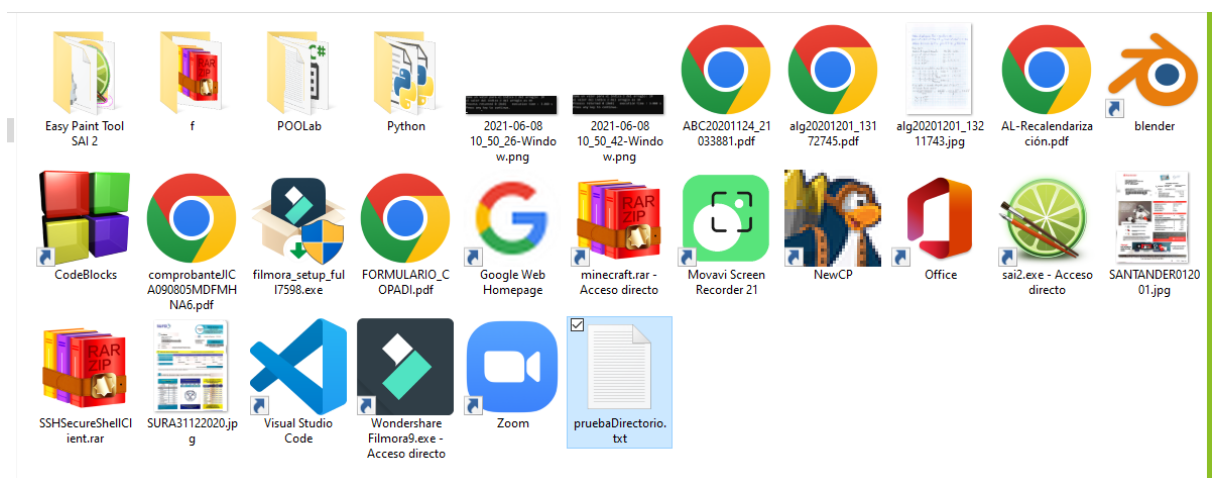 Easy Paint Tool
SAI 2
f
POOLab
Python
2021-06-08
10_50_26-Windo
w.png
2021-06-08
10_50_42-Windo
w.png
ABC20201124_21
033881.pdf
alg20201201_131
72745.pdf
alg20201201_132
11743.jpg
AL-Recalendariza
ción.pdf
blender
CodeBlocks
comprobanteJIC
A090805MDFMH
NA6.pdf
filmora_setup_ful
l7598.exe
FORMULARIO_C
OPADI.pdf
Google Web
Homepage
minecraft.rar -
Acceso directo
Movavi Screen
Recorder 21
NewCP
Office
sai2.exe - Acceso
directo
SANTANDER0120
01.jpg
SSHSecureShellCl
ient.rar
SURA31122020.jp
g
Visual Studio
Code
Wondershare
Filmora9.exe -
Acceso directo
Zoom
pruebaDirectorio.
txt